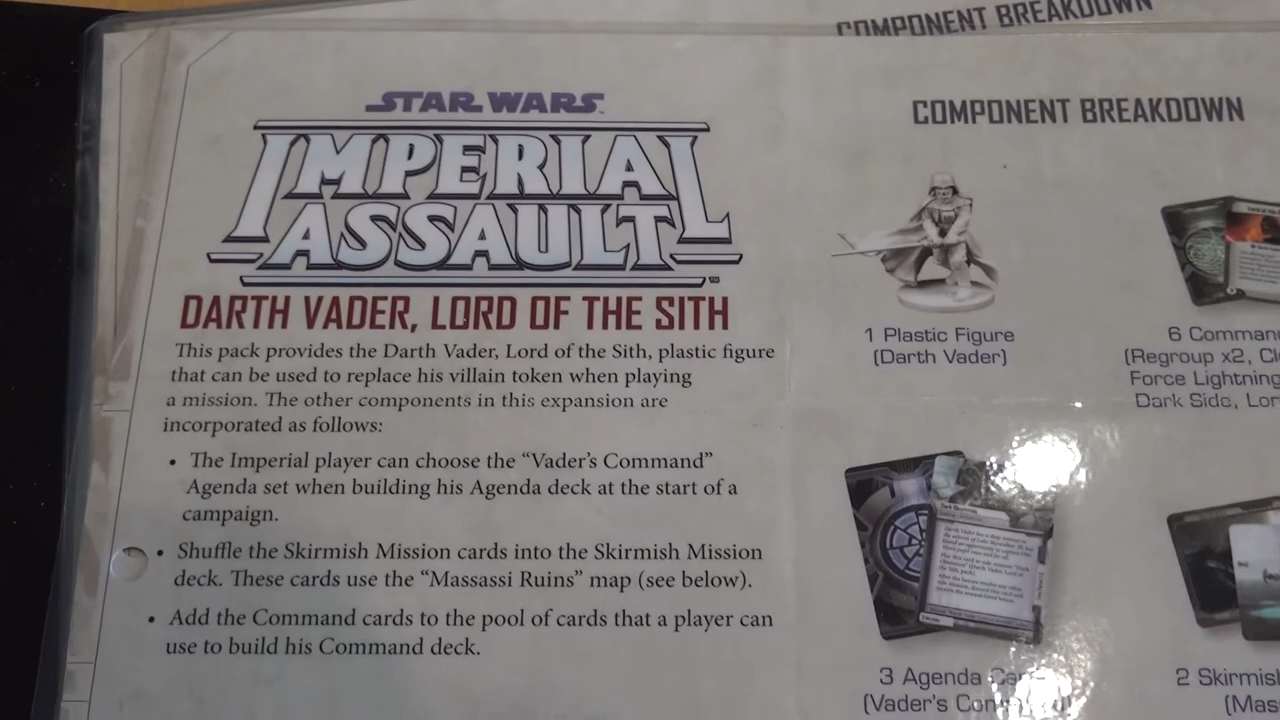 COMPONENT BREAKDOWN
STAR WARS
IMPERIAL
ASSAULT
TM
DARTH VADER, LORD OF THE SITH
This pack provides the Darth Vader, Lord of the Sith, plastic figure
that can be used to replace his villain token when playing
a mission. The other components in this expansion are
incorporated as follows:
• The Imperial player can choose the “Vader’s Command”
Agenda set when building his Agenda deck at the start of a
campaign.
• Shuffle the Skirmish Mission cards into the Skirmish Mission
deck. These cards use the “Massassi Ruins” map (see below).
• Add the Command cards to the pool of cards that a player can
use to build his Command deck.
COMPONENT BREAKDOWN
1 Plastic Figure
(Darth Vader)
6 Command
(Regroup x2,
Force Lightning
Dark Side,
3 Agenda
(Vader's
2 Skirmish